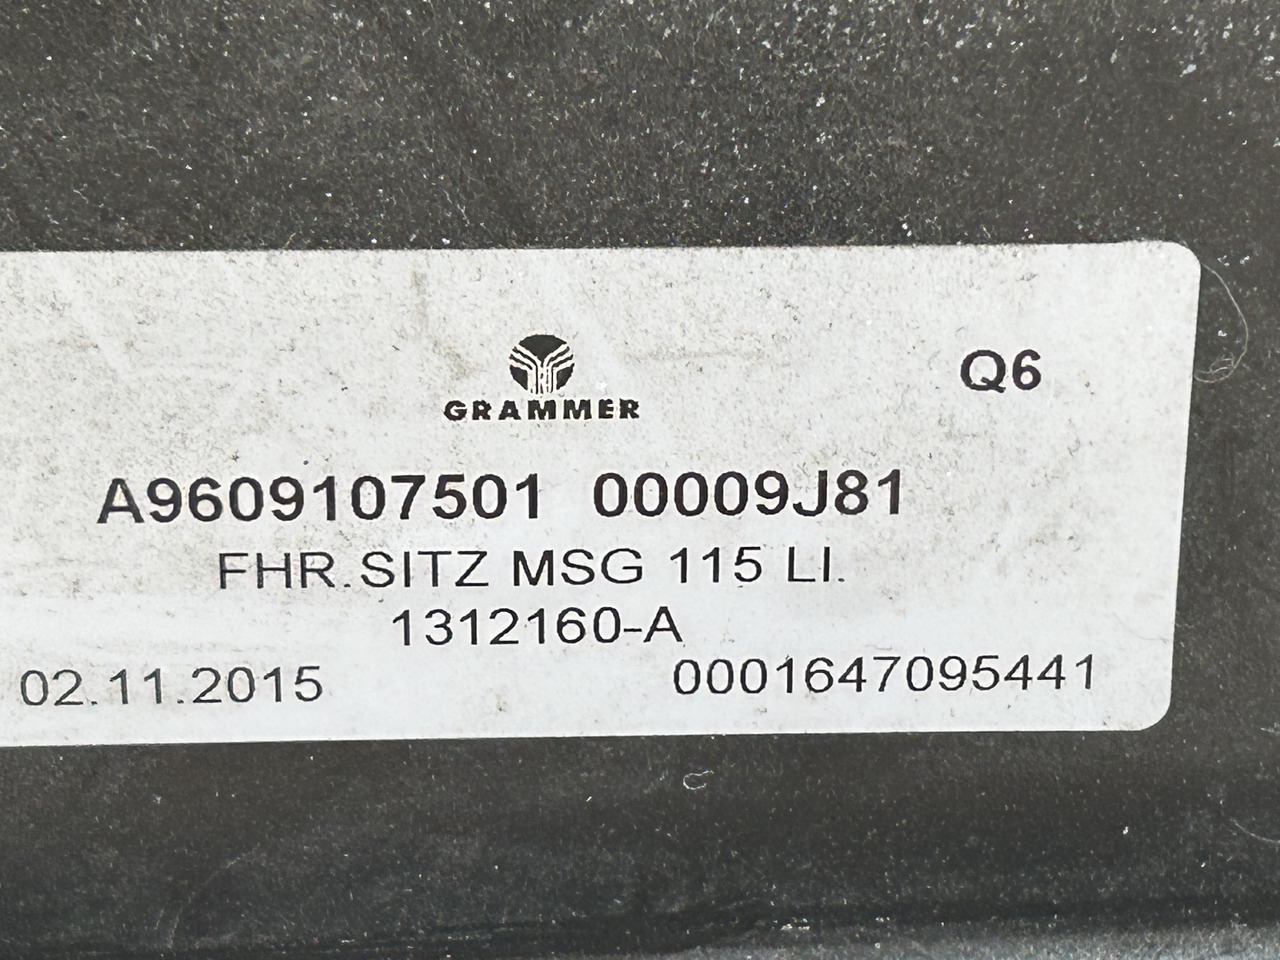 Q6
GRAMMER
A9609107501 00009J81
FHR.SITZ MSG 115 LI.
1312160-A
02.11.2015 0001647095441